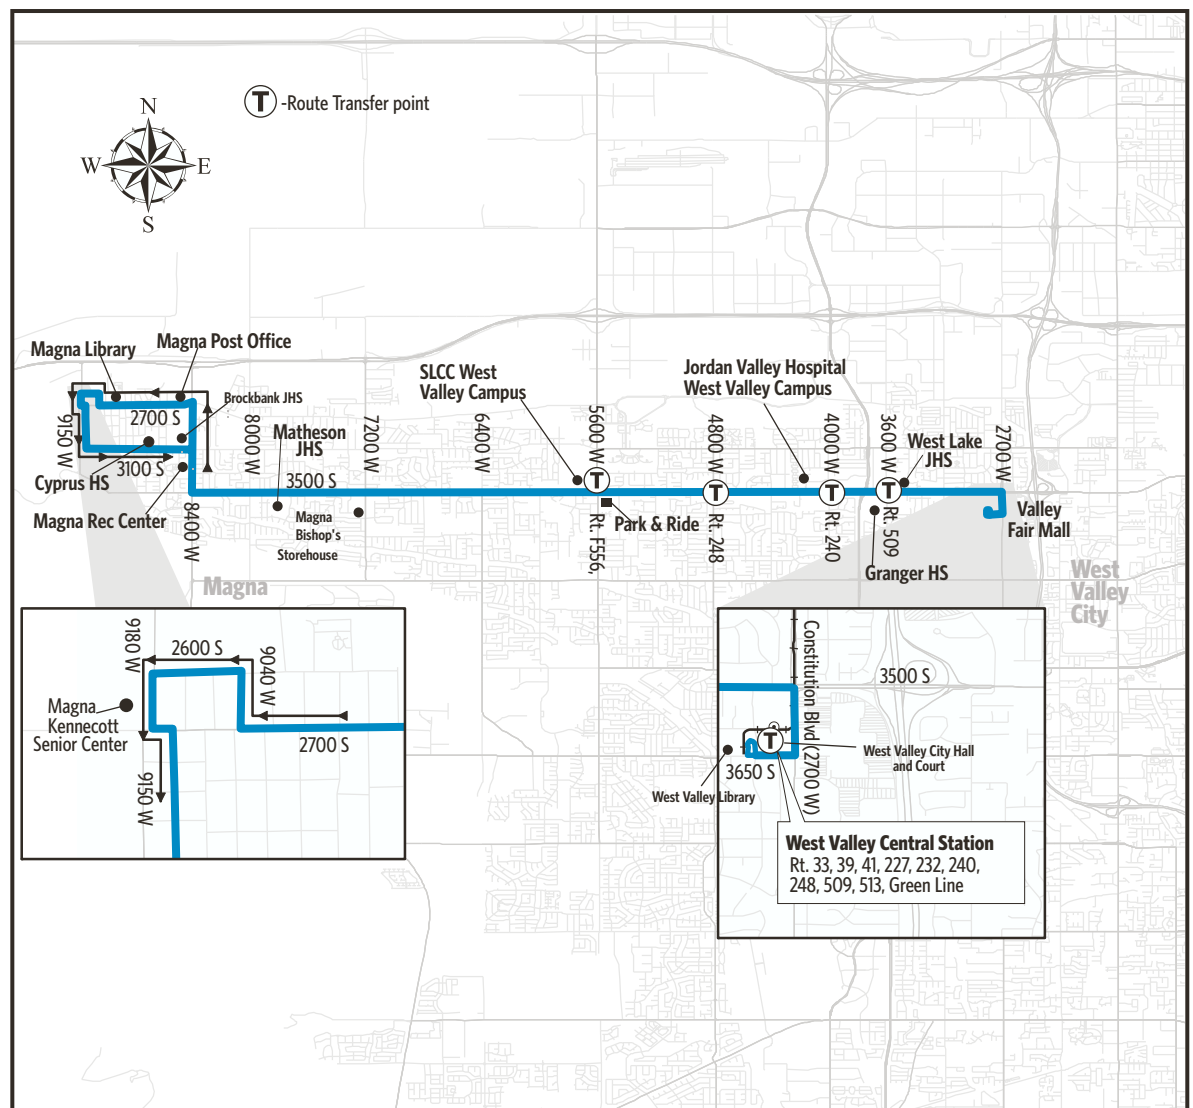 T -Route Transfer point
N
W
E
S
Magna Library
Magna Post Office
Brockbank JHS
2700 S
9150 W
3100 S
Cyprus HS
Magna Rec Center
8400 W
8000 W
Matheson
JHS
3500 S
Magna
Bishop's
Storehouse
7200 W
6400 W
SLCC West
Valley Campus
5600 W
T
Park & Ride
Rt. F556,
4800 W
T
Rt. 248
Jordan Valley Hospital
West Valley Campus
4000 W
T
Rt. 240
3600 W
T
Rt. 509
West Lake
JHS
Granger HS
2700 W
Valley
Fair Mall
Magna
West
Valley
City
9180 W
2600 S
9040 W
Magna
Kennecott
Senior Center
2700 S
9150 W
Constitution Blvd (2700 W)
3500 S
T
West Valley City Hall
and Court
3650 S
West Valley Library
West Valley Central Station
Rt. 33, 39, 41, 227, 232, 240,
248, 509, 513, Green Line